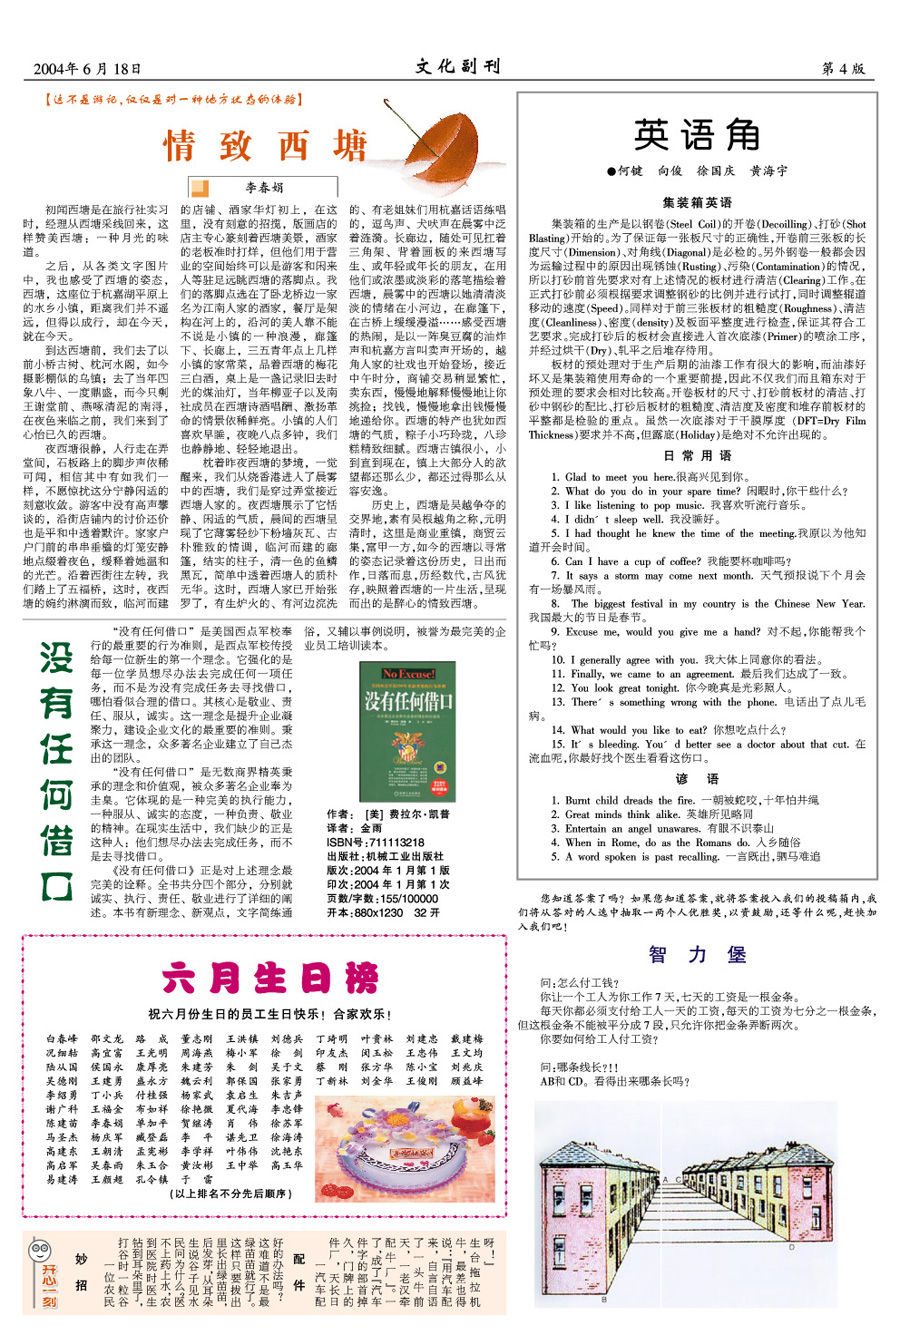 2004年6月18日
文化副刊
第4版
【这不是游记,仅仅是对一种地方状态的体验】
情致西塘
李春娟
初闻西塘是在旅行社实习
时，经理从西塘采线回来，这
样赞美西塘；一种月光的味
道。
之后，从各类文字图片
中，我也感受了西塘的姿态，
西塘，这座位于杭嘉湖平原上
的水乡小镇，距离我们并不遥
远，但得以成行，却在今天，
就在今天。
到达西塘前，我们去了以
前小桥古树、枕河水阁，如今
摄影棚似的乌镇；去了当年四
象八牛、一度鼎盛，而今只剩
王谢堂前、燕啄清泥的南浔，
在夜色来临之前，我们来到了
心怡已久的西塘。
夜西塘很静，人行走在弄
堂间，石板路上的脚步声依稀
可闻，相信其中有如我们一
样，不愿惊扰这分宁静闲适的
刻意收敛。游客中没有高声攀
谈的，沿街店铺内的讨价还价
也是平和中透着默许。家家户
户门前的串串垂髫的灯笼安静
地点缀着夜色，缓释着她温和
的光芒。沿着西街往左转，我
们踏上了五福桥，这时，夜西
塘的婉约淋漓而致，临河而建
的店铺、酒家华灯初上，在这
里，没有刻意的招揽，版画店的
店主专心篆刻着西塘美景，酒家
的老板准时打烊，但他们用于营
业的空间始终可以是游客和闲来
人等驻足远眺西塘的落脚点。我
们的落脚点选在了卧龙桥边一家
名为江南人家的酒家，餐厅是架
构在河上的，沿河的美人靠不能
不说是小镇的一种浪漫，廊篷
下、长廊上，三五青年点上几样
小镇的家常菜，品着西塘的梅花
三白酒，桌上是一盏记录旧去时
光的煤油灯，当年柳亚子以及南
社成员在西塘诗酒唱酬、激扬革
命的情景依稀鲜亮。小镇的人们
喜欢早睡，夜晚八点多钟，我们
也静静地、轻轻地退出。
枕着昨夜西塘的梦境，一觉
醒来，我们从烧香港进入了晨雾
中的西塘，我们是穿过弄堂接近
西塘人家的。夜西塘展示了它恬
静、闲适的气质，晨间的西塘呈
现了它薄雾轻纱下粉墙灰瓦、古
朴雅致的情调，临河而建的廊
篷，结实的柱子，清一色的鱼鳞
黑瓦，简单中透着西塘人的质朴
无华。这时，西塘人家已开始张
罗了，有生炉火的、有河边浣洗
的、有老姐妹们用杭嘉话语练唱
的，逗鸟声、犬吠声在晨雾中泛
着涟漪。长廊边，随处可见扛着
三角架、背着画板的来西塘写
生、或年轻或年长的朋友，在用
他们或浓墨或淡彩的落笔描绘着
西塘，晨雾中的西塘以她清清淡
淡的情绪在小河边，在廊篷下，
在古桥上缓缓漫溢……感受西塘
的热闹，是以一阵臭豆腐的油炸
声和杭嘉方言叫卖声开场的，越
角人家的社戏也开始登场，接近
中午时分，商铺交易稍显繁忙，
卖东西，慢慢地解释慢慢地让你
挑捡；找钱，慢慢地拿出钱慢慢
地递给你。西塘的特产也犹如西
塘的气质，粽子小巧玲珑，八珍
糕精致细腻。西塘古镇很小，小
到直到现在，镇上大部分人的欲
望都还那么少，都还过得那么从
容安逸。
历史上，西塘是吴越争夺的
交界地,素有吴根越角之称,元明
清时，这里是商业重镇，商贾云
集,富甲一方,如今的西塘以寻常
的姿态记录着这份历史，日出而
作,日落而息,历经数代,古风犹
存,映照着西塘的一片生活,呈现
而出的是醉心的情致西塘。
没有任何借口
“没有任何借口”是美国西点军校奉
行的最重要的行为准则，是西点军校传授
给每一位新生的第一个理念。它强化的是
每一位学员想尽办法去完成任何一项任
务，而不是为没有完成任务去寻找借口，
哪怕看似合理的借口。其核心是敬业、责
任、服从，诚实。这一理念是提升企业凝
聚力，建设企业文化的最重要的准则。秉
承这一理念，众多著名企业建立了自己杰
出的团队。
“没有任何借口”是无数商界精英秉
承的理念和价值观，被众多著名企业奉为
圭臬。它体现的是一种完美的执行能力，
一种服从、诚实的态度，一种负责、敬业
的精神。在现实生活中，我们缺少的正是
这种人；他们想尽办法去完成任务，而不
是去寻找借口。
《没有任何借口》正是对上述理念最
完美的诠释。全书共分四个部分，分别就
诚实、执行、责任、敬业进行了详细的阐
述。本书有新理念、新观点，文字简练通
俗，又辅以事例说明，被誉为最完美的企
业员工培训读本。
No Excuse!
没有任何借口
作者： [美] 费拉尔·凯普
译者：金雨
ISBN号:711113218
出版社:机械工业出版社
版次:2004年1月第1版
印次:2004年1月第1次
页数/字数:155/100000
开本:880x1230 32开
英语角
●何键 向俊 徐国庆 黄海宇
集装箱英语
集装箱的生产是以钢卷(Steel Coil)的开卷(Decoilling)、打砂(Shot
Blasting)开始的。为了保证每一张板尺寸的正确性,开卷前三张板的长
度尺寸(Dimension)、对角线(Diagonal)是必检的。另外钢卷一般都会因
为运输过程中的原因出现锈蚀(Rusting)、污染(Contamination)的情况,
所以打砂前首先要求对有上述情况的板材进行清洁(Clearing)工作。在
正式打砂前必须根据要求调整钢砂的比例并进行试打,同时调整辊道
移动的速度(Speed)。同样对于前三张板材的粗糙度(Roughness)、清洁
度(Cleanliness)、密度(density)及板面平整度进行检查,保证其符合工
艺要求。完成打砂后的板材会直接进入首次底漆(Primer)的喷涂工序,
并经过烘干(Dry)、轧平之后堆存待用。
板材的预处理对于生产后期的油漆工作有很大的影响,而油漆好
坏又是集装箱使用寿命的一个重要前提,因此不仅我们而且箱东对于
预处理的要求会相对比较高。开卷板材的尺寸、打砂前板材的清洁、打
砂中钢砂的配比、打砂后板材的粗糙度、清洁度及密度和堆存前板材的
平整都是检验的重点。虽然一次底漆对于干膜厚度 (DFT=Dry Film
Thickness)要求并不高,但露底(Holiday)是绝对不允许出现的。
日常用语
1. Glad to meet you here.很高兴见到你。
2. What do you do in your spare time? 闲暇时,你干些什么?
3. I like listening to pop music. 我喜欢听流行音乐。
4. I didn´t sleep well. 我没睡好。
5. I had thought he knew the time of the meeting.我原以为他知
道开会时间。
6. Can I have a cup of coffee? 我能要杯咖啡吗?
7. It says a storm may come next month. 天气预报说下个月会
有一场暴风雨。
8. The biggest festival in my country is the Chinese New Year.
我国最大的节日是春节。
9. Excuse me, would you give me a hand? 对不起,你能帮我个
忙吗?
10. I generally agree with you. 我大体上同意你的看法。
11. Finally, we came to an agreement. 最后我们达成了一致。
12. You look great tonight. 你今晚真是光彩照人。
13. There´s something wrong with the phone. 电话出了点儿毛
病。
14. What would you like to eat? 你想吃点什么?
15. It´s bleeding. You´d better see a doctor about that cut. 在
流血呢,你最好找个医生看看这伤口。
谚语
1. Burnt child dreads the fire. 一朝被蛇咬,十年怕井绳
2. Great minds think alike. 英雄所见略同
3. Entertain an angel unawares. 有眼不识泰山
4. When in Rome, do as the Romans do. 入乡随俗
5. A word spoken is past recalling. 一言既出,驷马难追
您知道答案了吗? 如果您知道答案,就将答案投入我们的投稿箱内,我
们将从答对的人选中抽取一两个人优胜奖,以资鼓励,还等什么呢,赶快加
入我们吧!
智力堡
问:怎么付工钱?
你让一个工人为你工作7天,七天的工资是一根金条。
每天你都必须支付给工人一天的工资,每天的工资为七分之一根金条,
但这根金条不能被平分成7段,只允许你把金条弄断两次。
你要如何给工人付工资?
问:哪条线长?!!
AB和CD。看得出来哪条长吗?
A C
D
B
六月生日榜
祝六月份生日的员工生日快乐！合家欢乐！
白春峰 邵文龙 路成 董志刚 王洪镇 刘德兵 丁琦明 叶贵林 刘建忠 戴建梅
况细粘 高宜富 王光明 周海燕 梅小军 徐剑 印友杰 闵玉松 王忠伟 王文均
陆从国 侯国永 康厚亮 朱建芳 朱剑 吴于文 蔡刚 张方华 陈小宝 刘兆庆
吴德刚 王建勇 盛永方 魏云利 郭保国 张家勇 丁新林 刘金华 王俊刚 顾益峰
李绍勇 丁小兵 付桂强 杨家武 袁启生 朱吉声
谢广科 王福金 布如祥 徐艳微 夏代海 李忠锋
陈建苗 李春娟 单加平 贺继涛 肖伟 徐苏军
马圣杰 杨庆军 臧登磊 李平 谌先卫 徐海涛
高建东 王朝清 孟宪彬 李学祥 叶伟伟 沈艳东
高启军 吴春雨 朱玉合 黄汝彬 王中举 高玉华
易建涛 王颜超 孔令镇 于雷
(以上排名不分先后顺序)
开心一刻
妙招
一位农民
打谷时一粒谷
钻到耳朵里了，
到医院时医生
不上药上水,农
民问为什么?医
生说谷子见水
后发芽,从耳朵
里长出绿苗苗，
这样只要拔出
绿苗苗就行了。
这难道不是最
好的办法吗?
配件
一汽车配
件厂，天长日
久，门牌上的
件字的部首掉
了,成了“汽车
配牛厂”。一
天，一老汉牵
了一头牛前
来，自言自语
说:“用汽车配
牛，最差也得
生台拖拉机
呀！”